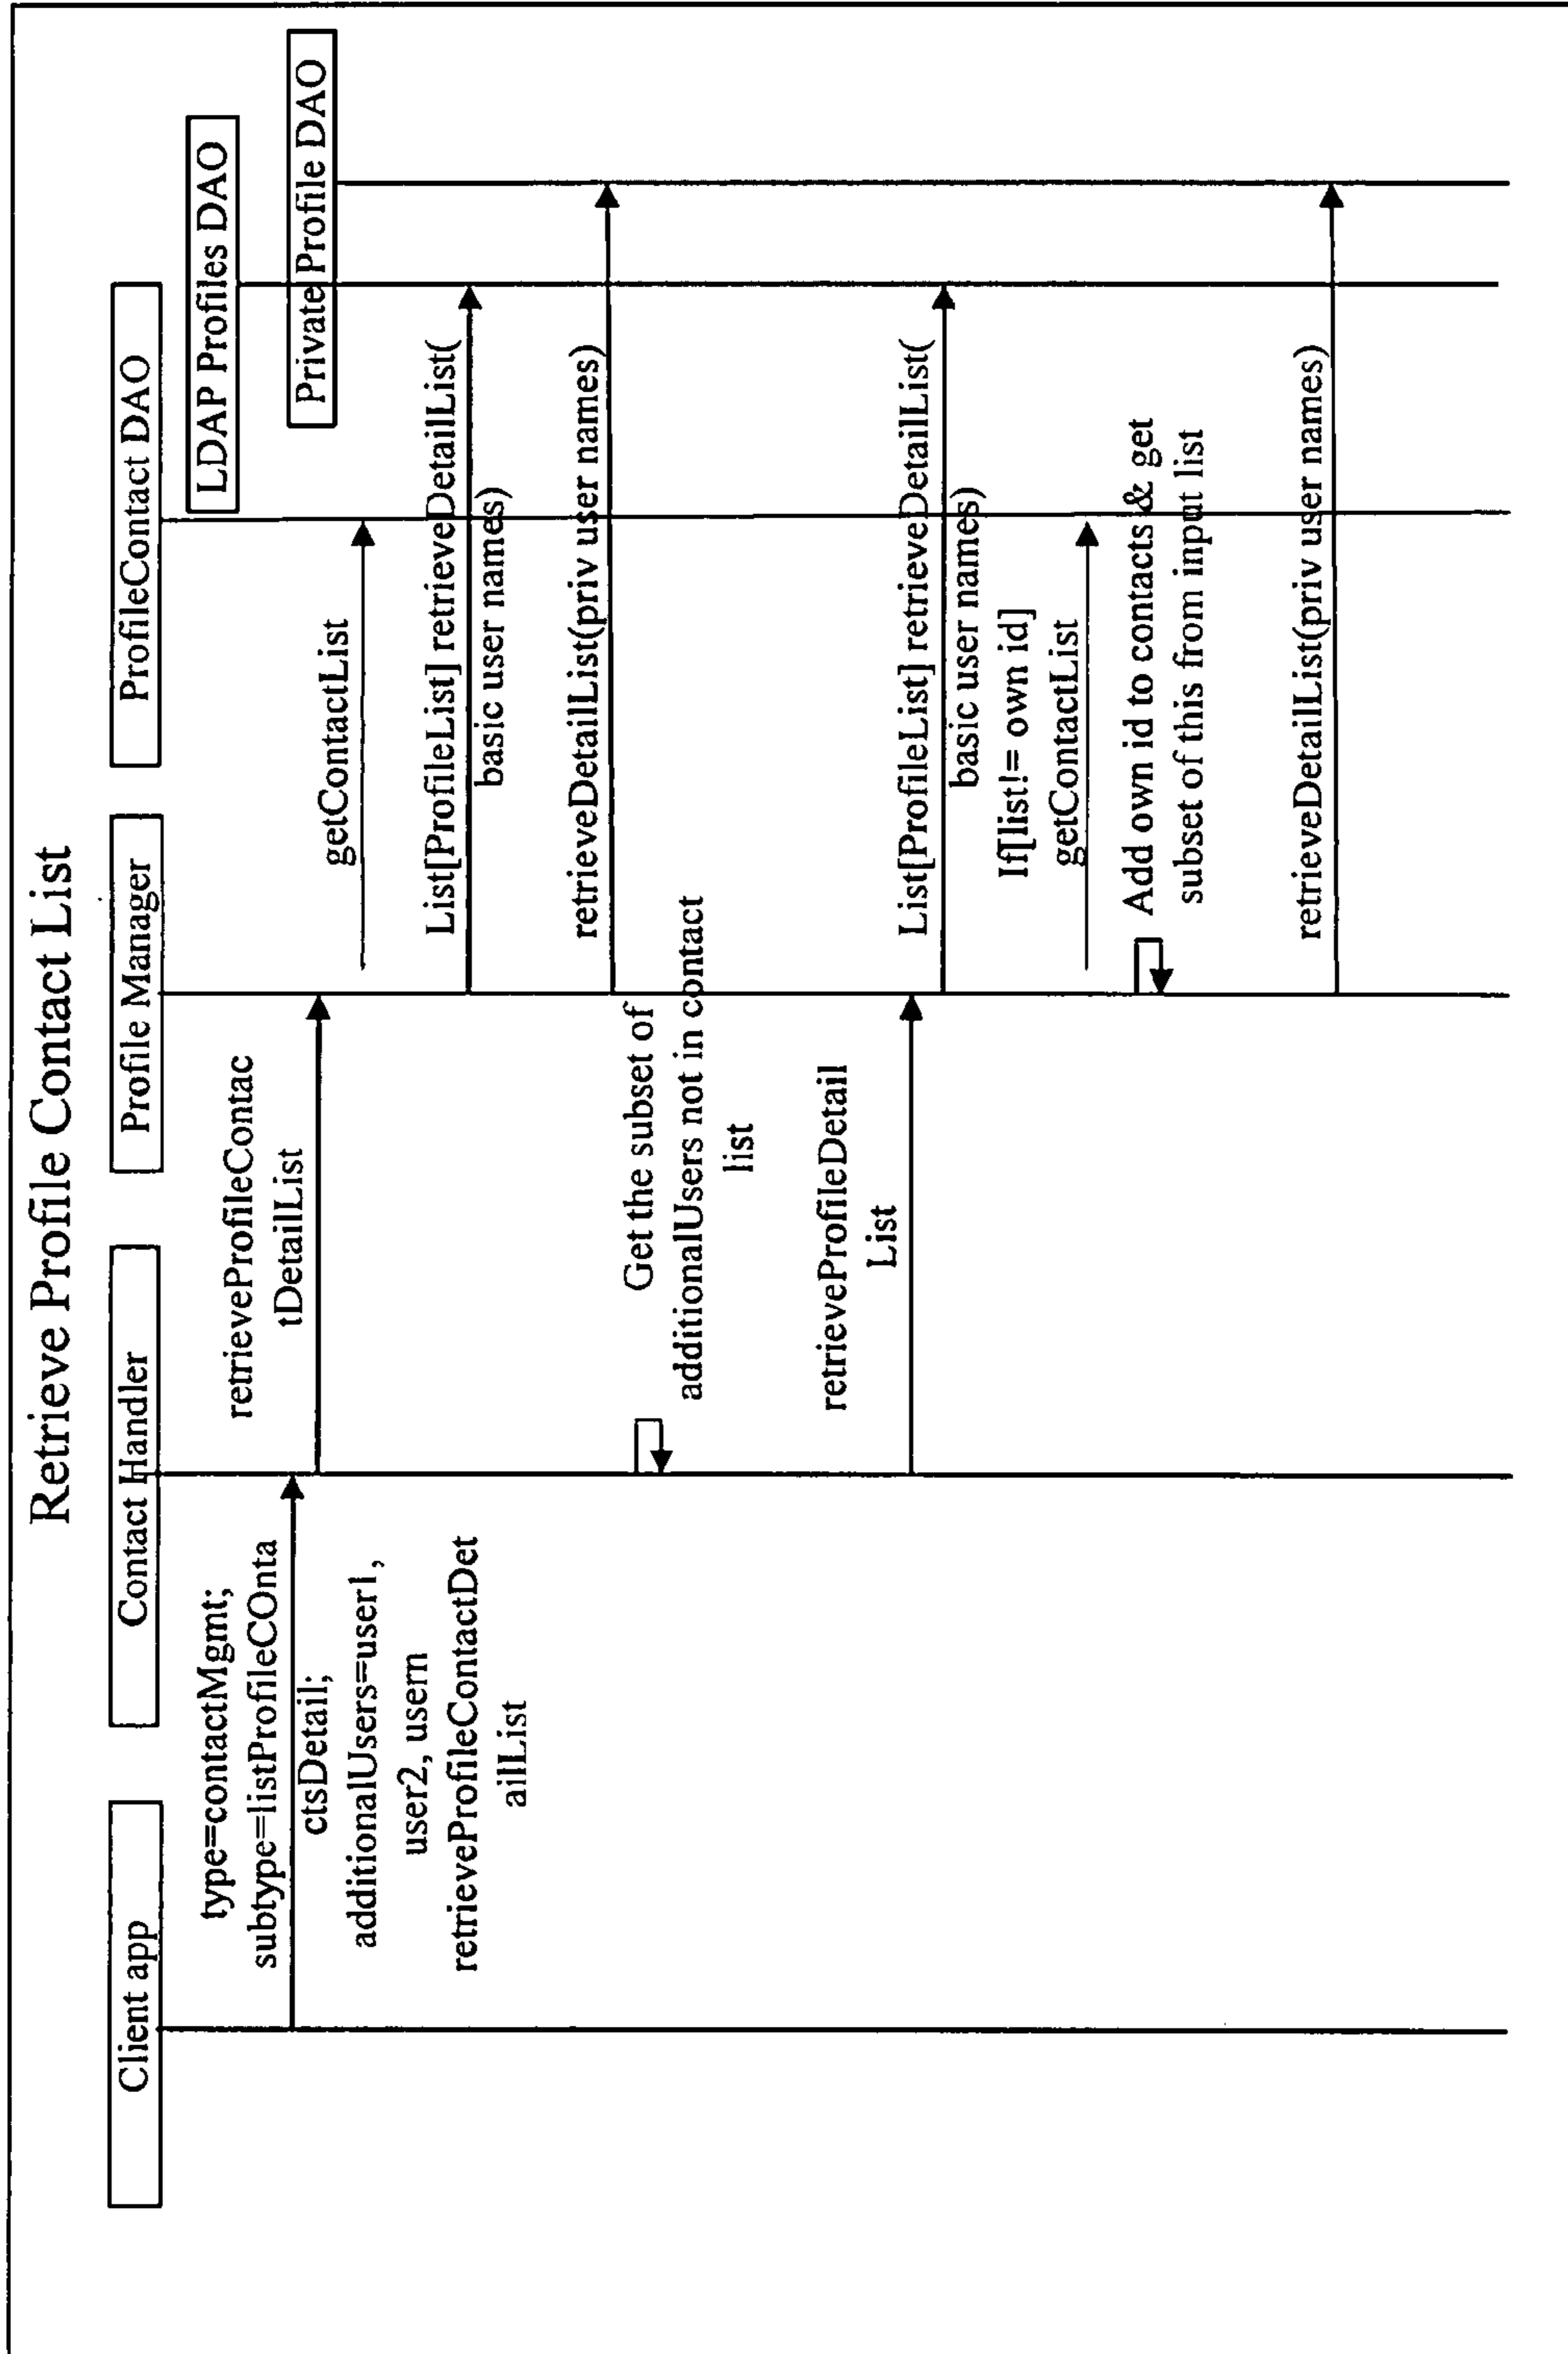 Retrieve Profile Contact List
Client app
Contact Handler
Profile Manager
ProfileContact DAO
LDAP Profiles DAO
Private Profile DAO
type=contactMgmt;
subtype=listProfileCOnta
ctsDetail;
additionalUsers=user1,
user2, usern
retrieveProfileContactDet
ailList
retrieveProfileContac
tDetailList
getContactList
List[ProfileList] retrieveDetailList(
basic user names)
retrieveDetailList(priv user names)
Get the subset of
additionalUsers not in contact
list
retrieveProfileDetail
List
List[ProfileList] retrieveDetailList(
basic user names)
If[list!= own id]
getContactList
Add own id to contacts & get
subset of this from input list
retrieveDetailList(priv user names)